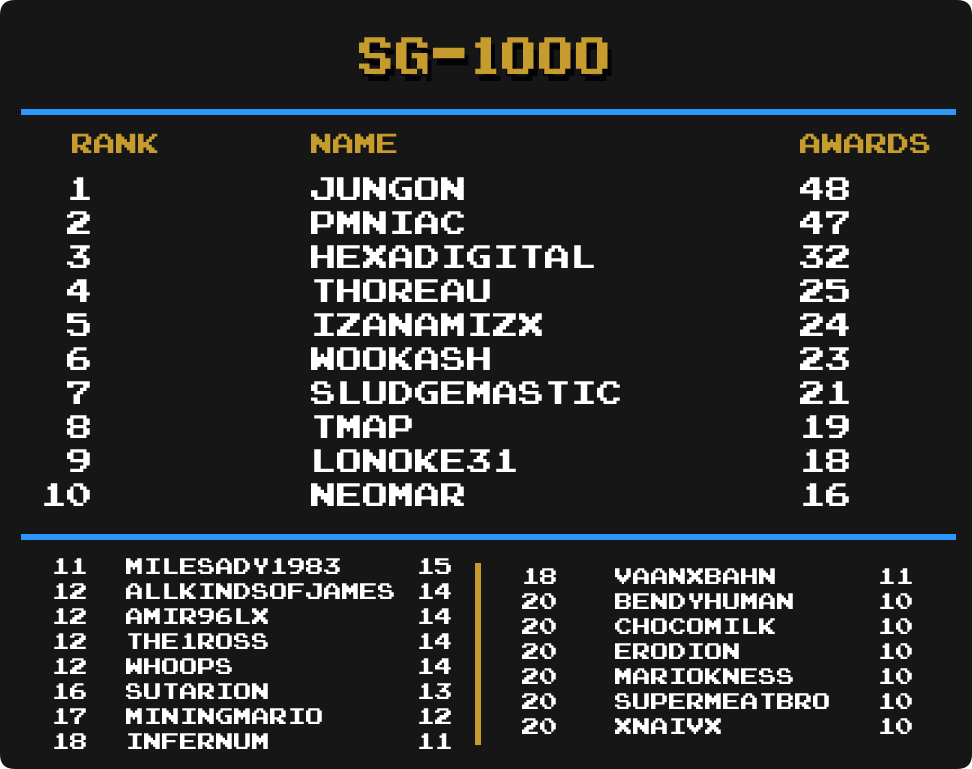 SG-1000
RANK NAME AWARDS
1 JUNGON 48
2 PMNIAC 47
3 HEXADIGITAL 32
4 THOREAU 25
5 IZANAMIZX 24
6 WOOKASH 23
7 SLUDGEMASTIC 21
8 TMAP 19
9 LONOKE31 18
10 NEOMAR 16
11 MILESADY1983 15
12 ALLKINDSOFJAMES 14
12 AMIR96LX 14
12 THE1ROSS 14
12 WHOOPS 14
16 SUTARION 13
17 MININGMARIO 12
18 INFERNUM 11
18 VAANXBAHN 11
20 BENDYHUMAN 10
20 CHOCOMILK 10
20 ERODION 10
20 MARIOKNESS 10
20 SUPERMEATBRO 10
20 XNAIVX 10